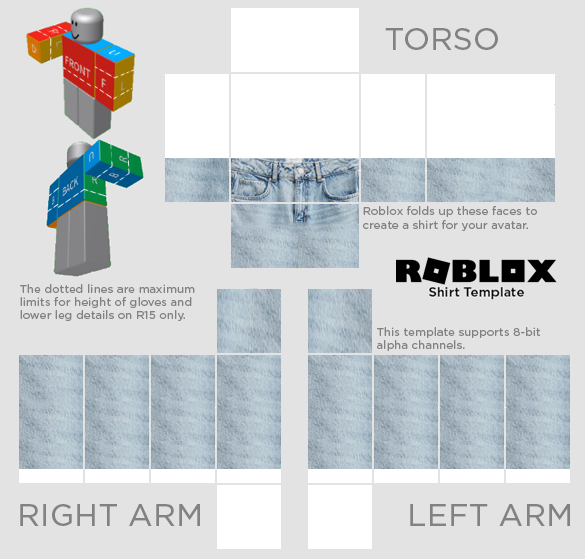 TORSO
FRONT
F
L
U
R
D
BACK
U
R
B
R
Roblox folds up these faces to
create a shirt for your avatar.
ROBLOX
Shirt Template
The dotted lines are maximum
limits for height of gloves and
lower leg details on R15 only.
This template supports 8-bit
alpha channels.
RIGHT ARM
LEFT ARM